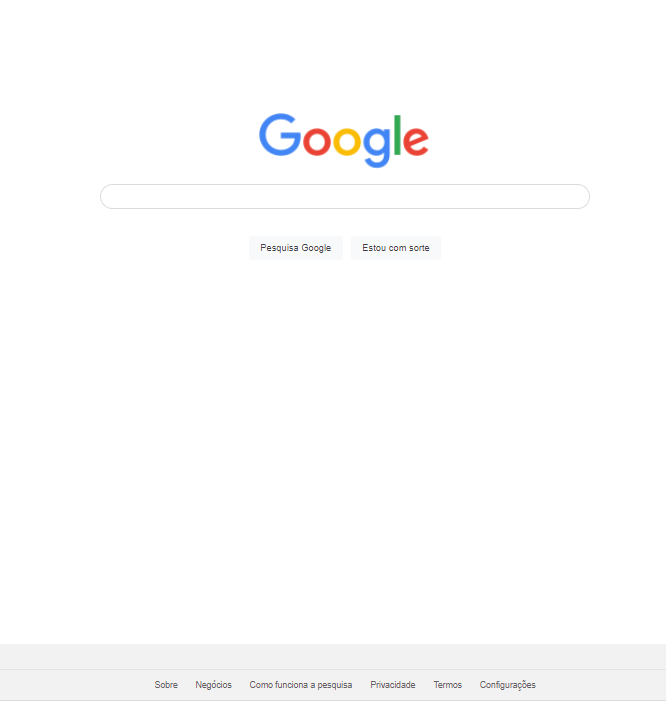 Google
Pesquisa Google Estou com sorte
Sobre Negócios Como funciona a pesquisa Privacidade Termos Configurações